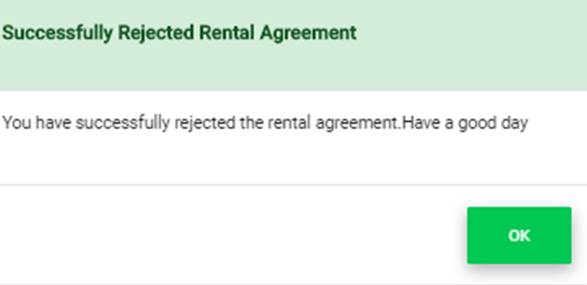 Successfully Rejected Rental Agreement
You have successfully rejected the rental agreement.Have a good day
OK